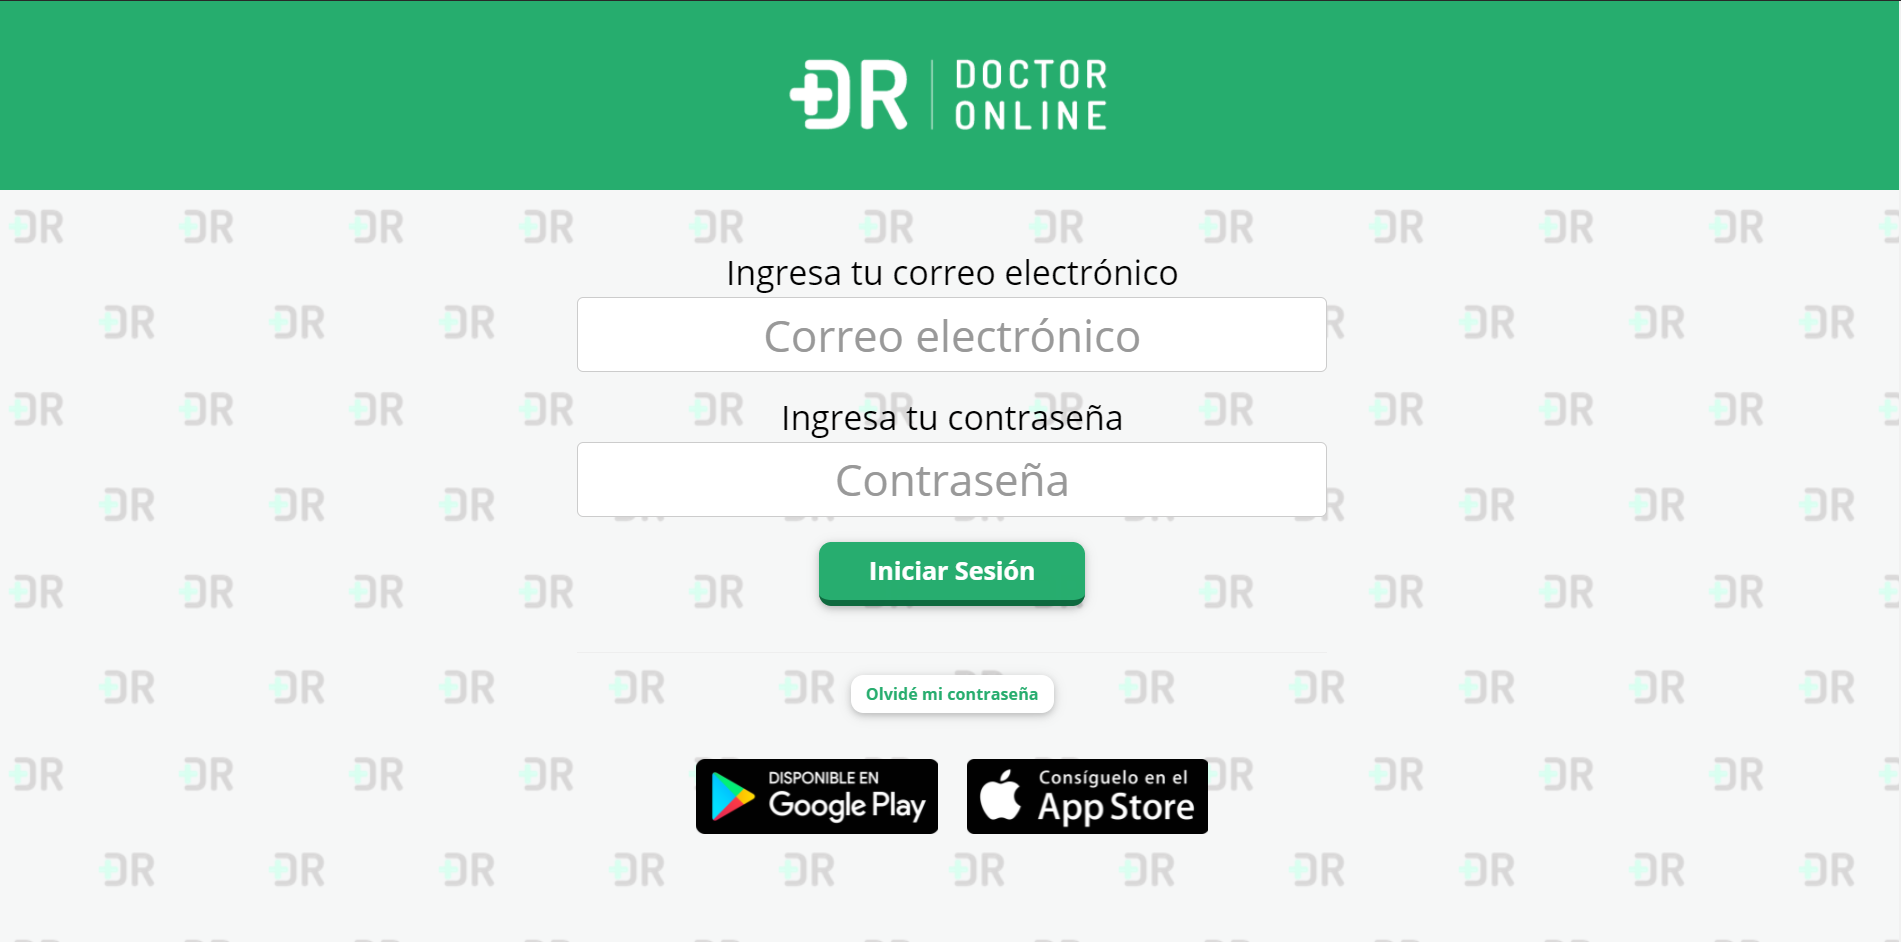 DR DOCTOR
ONLINE
Ingresa tu correo electrónico
Correo electrónico
Ingresa tu contraseña
Contraseña
Iniciar Sesión
Olvidé mi contraseña
DISPONIBLE EN
Google Play
Consíguelo en el
App Store